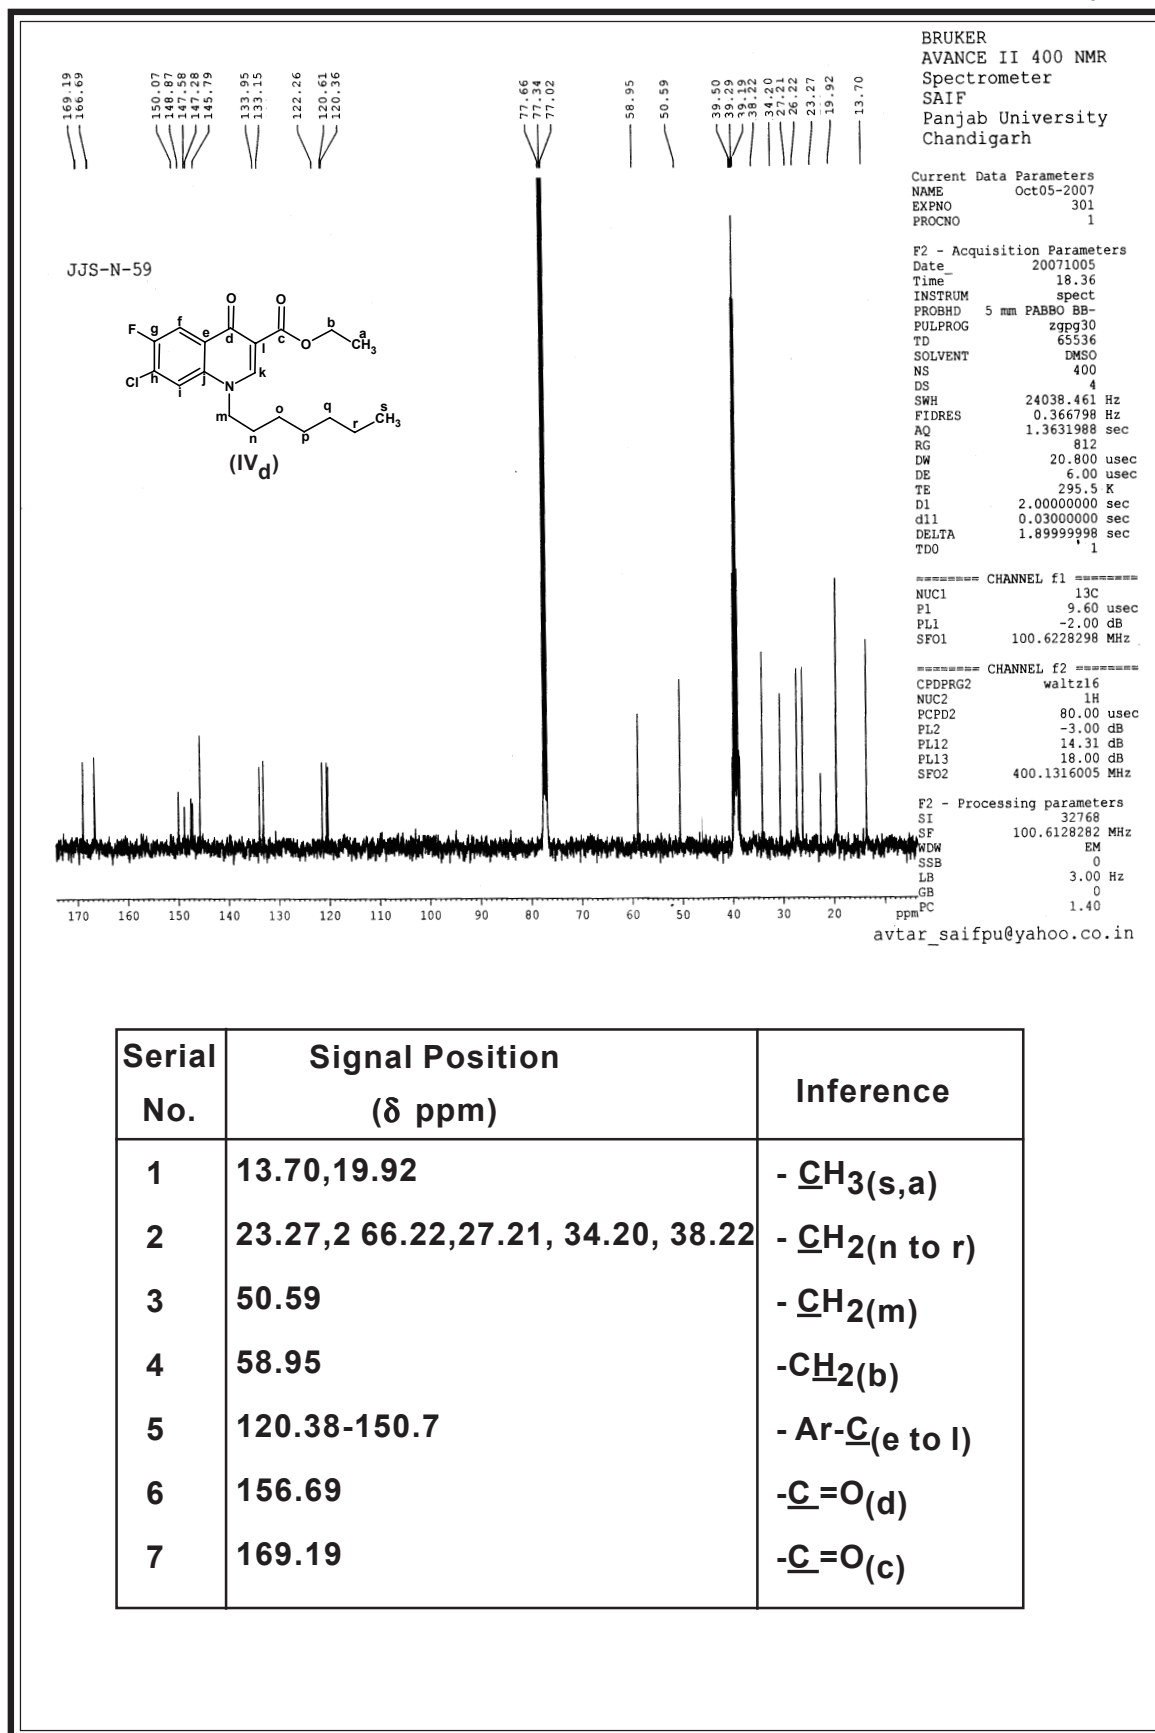 BRUKER
AVANCE II 400 NMR
Spectrometer
SAIF
Panjab University
Chandigarh
169.19
166.69
150.07
148.87
147.58
147.28
145.79
133.95
133.15
122.26
120.61
120.36
77.66
77.34
77.02
58.95
50.59
39.50
39.29
39.19
38.22
34.20
27.21
26.22
23.27
19.92
13.70
Current Data Parameters
NAME Oct05-2007
EXPNO 301
PROCNO 1
F2 - Acquisition Parameters
Date_ 20071005
Time 18.36
INSTRUM spect
PROBHD 5 mm PABBO BB-
PULPROG zgpg30
TD 65536
SOLVENT DMSO
NS 400
DS 4
SWH 24038.461 Hz
FIDRES 0.366798 Hz
AQ 1.3631988 sec
RG 812
DW 20.800 usec
DE 6.00 usec
TE 295.5 K
D1 2.00000000 sec
d11 0.03000000 sec
DELTA 1.89999998 sec
TD0 1
======== CHANNEL f1 ========
NUC1 13C
P1 9.60 usec
PL1 -2.00 dB
SFO1 100.6228298 MHz
======== CHANNEL f2 ========
CPDPRG2 waltz16
NUC2 1H
PCPD2 80.00 usec
PL2 -3.00 dB
PL12 14.31 dB
PL13 18.00 dB
SFO2 400.1316005 MHz
F2 - Processing parameters
SI 32768
SF 100.6128282 MHz
WDW EM
SSB 0
LB 3.00 Hz
GB 0
PC 1.40
JJS-N-59
O O
F g f e d l c b a CH3
O
Cl h i j N k
m n o p q r s CH3
(IVd)
170 160 150 140 130 120 110 100 90 80 70 60 50 40 30 20 ppm
avtar_saifpu@yahoo.co.in
Serial No. Signal Position (δ ppm) Inference
1 13.70,19.92 - CH3(s,a)
2 23.27,2 66.22,27.21, 34.20, 38.22 - CH2(n to r)
3 50.59 - CH2(m)
4 58.95 -CH2(b)
5 120.38-150.7 - Ar-C(e to l)
6 156.69 -C =O(d)
7 169.19 -C =O(c)